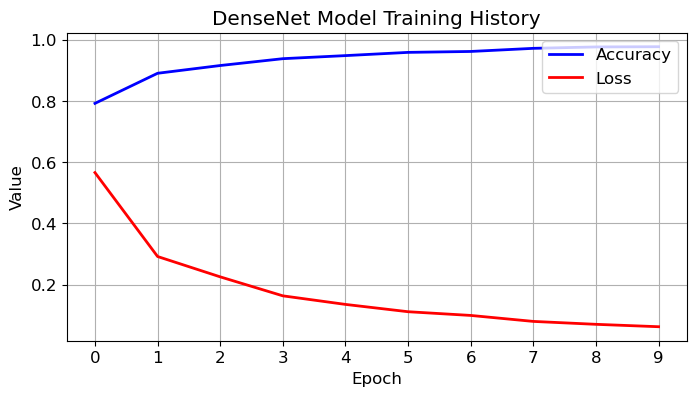 DenseNet Model Training History
1.0
0.8
0.6
0.4
0.2
Value
Accuracy
Loss
0 1 2 3 4 5 6 7 8 9
Epoch